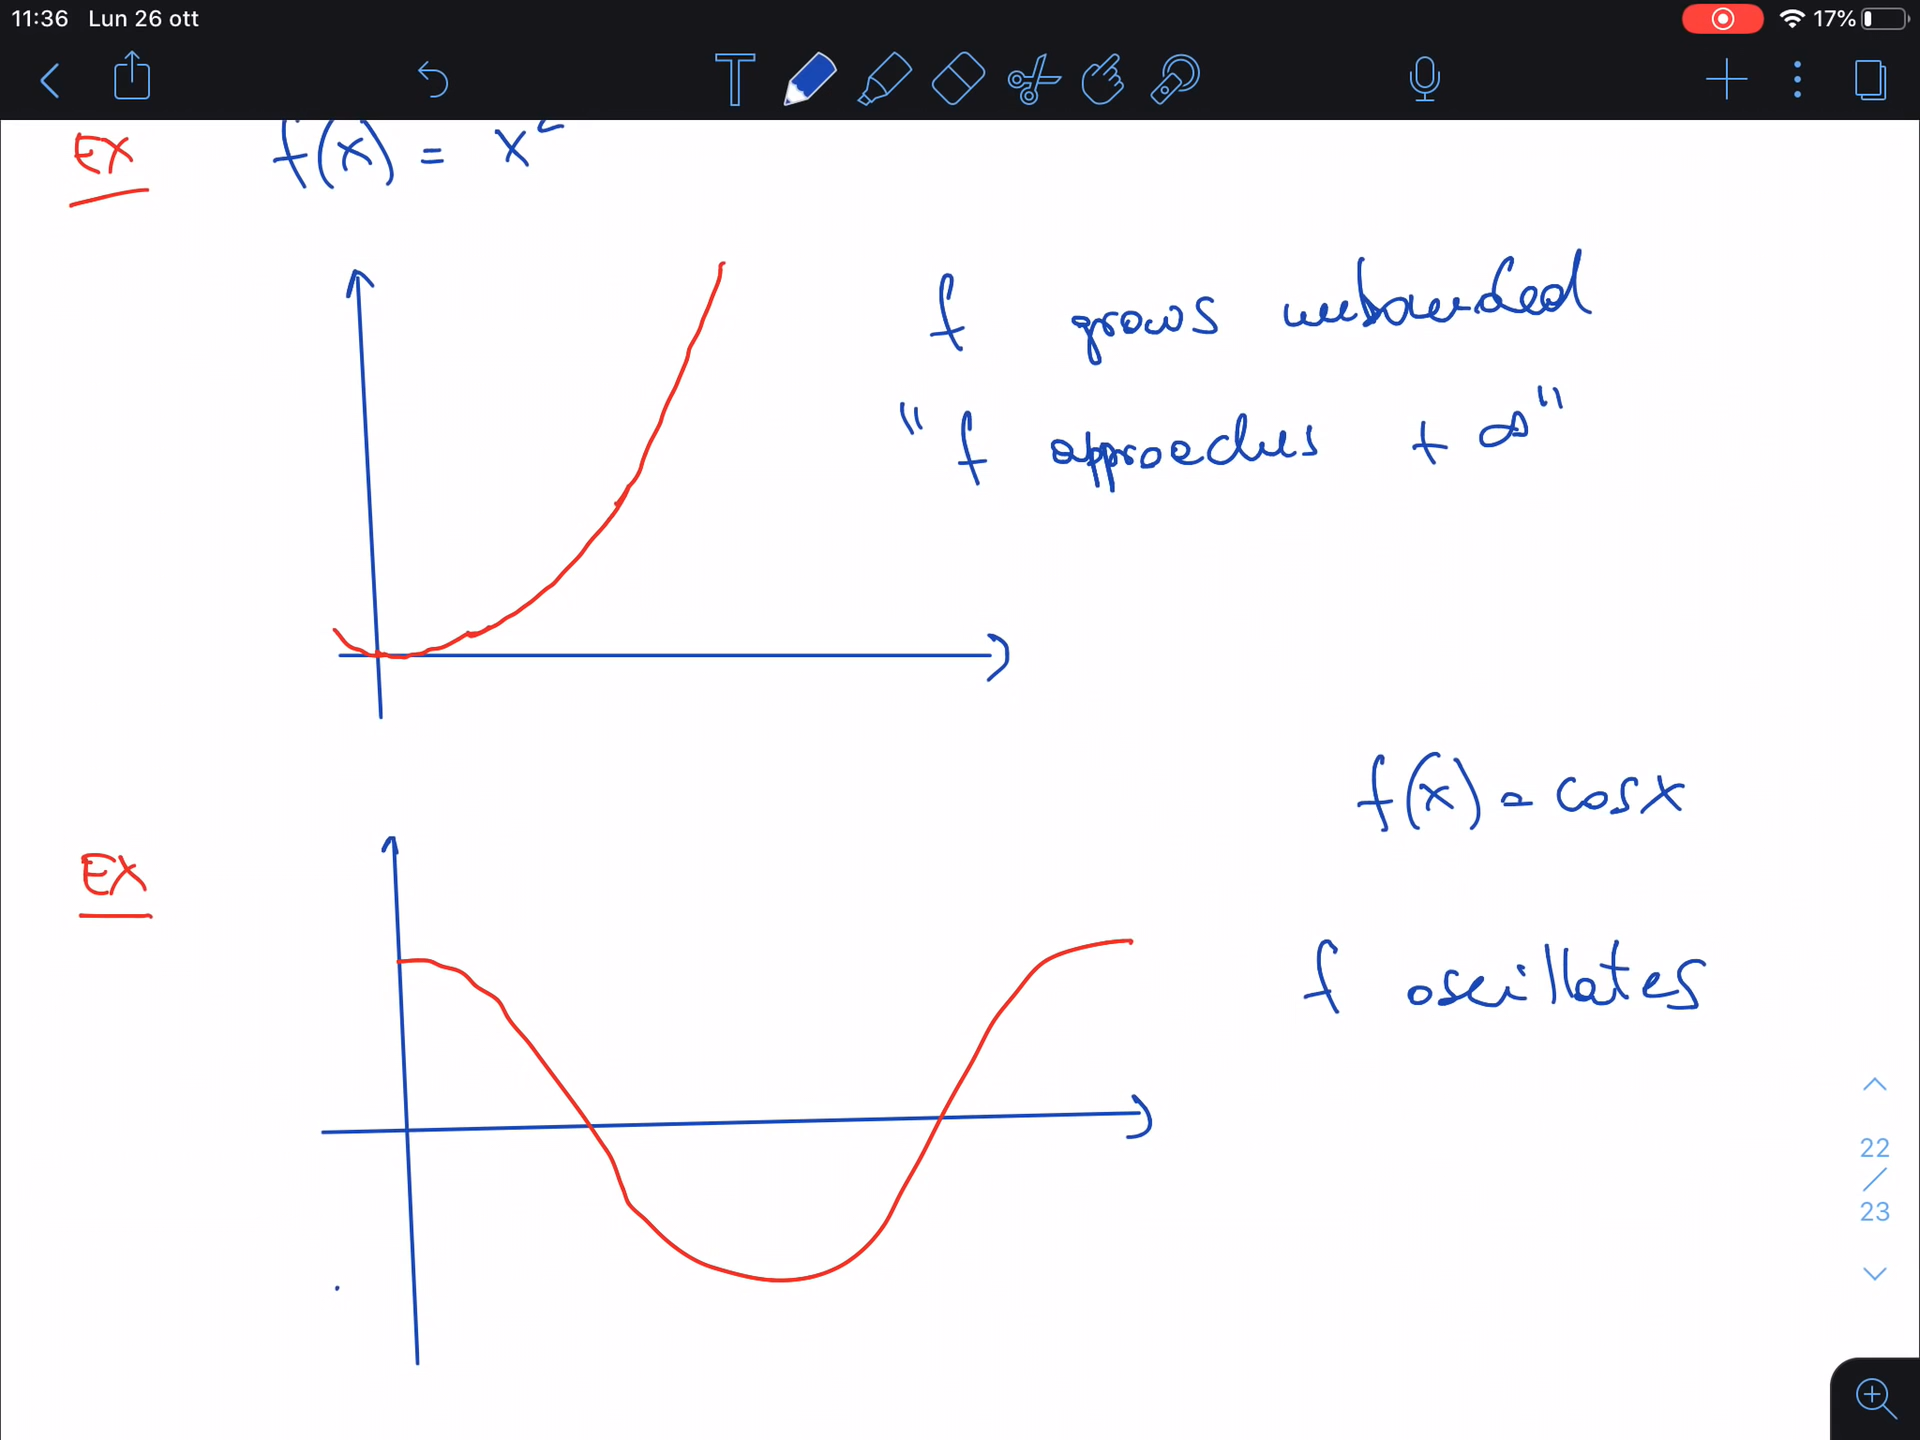 11:36 Lun 26 ott 17%
EX f(x) = x²
f grows unbounded
"f approaches + ∞"
f(x) = cosx
EX
f oscillates
22
/
23